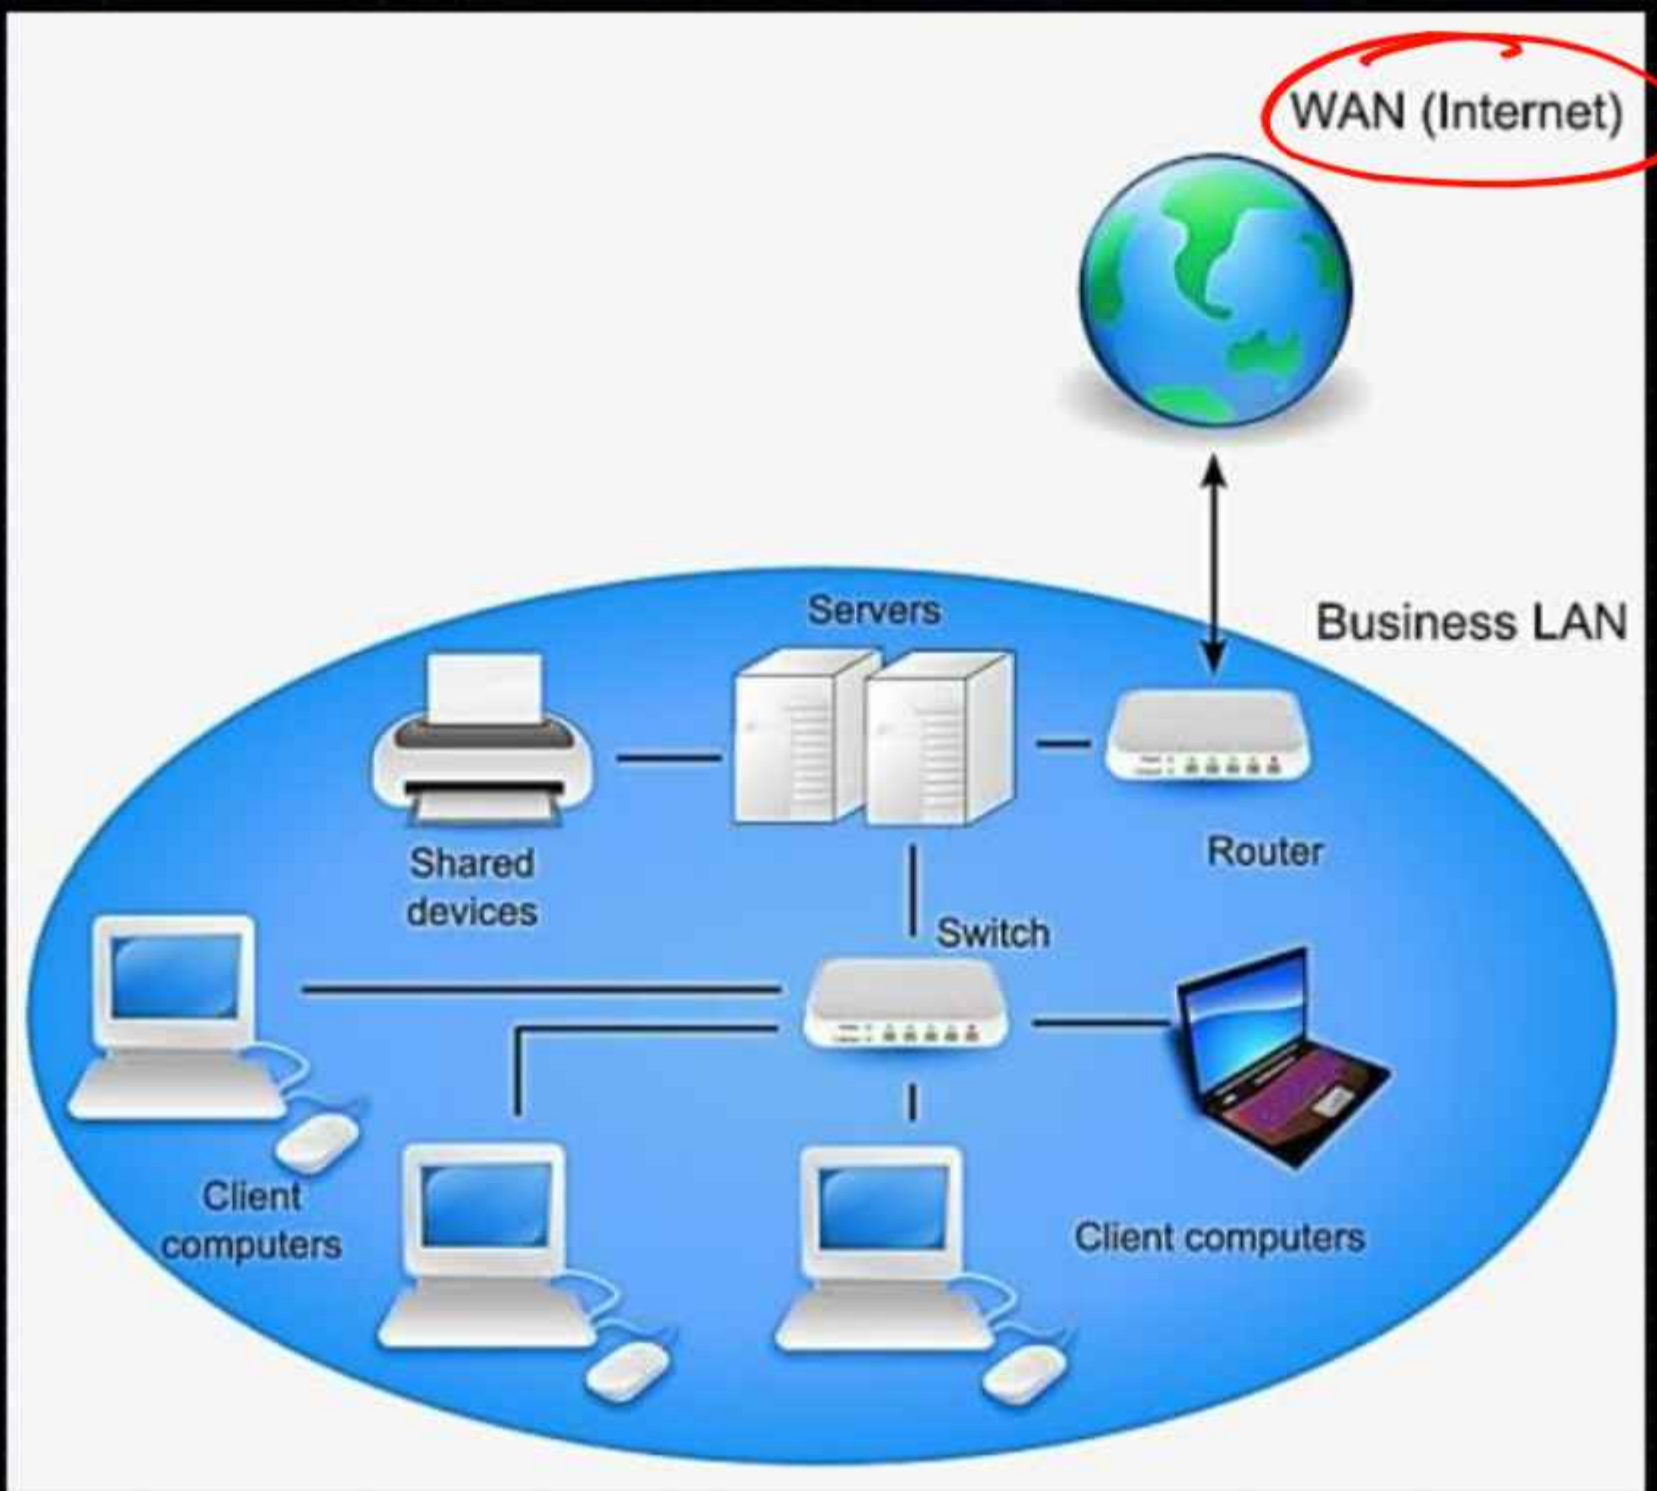 WAN (Internet)
Business LAN
Servers
Shared
devices
Router
Switch
Client
computers
Client computers